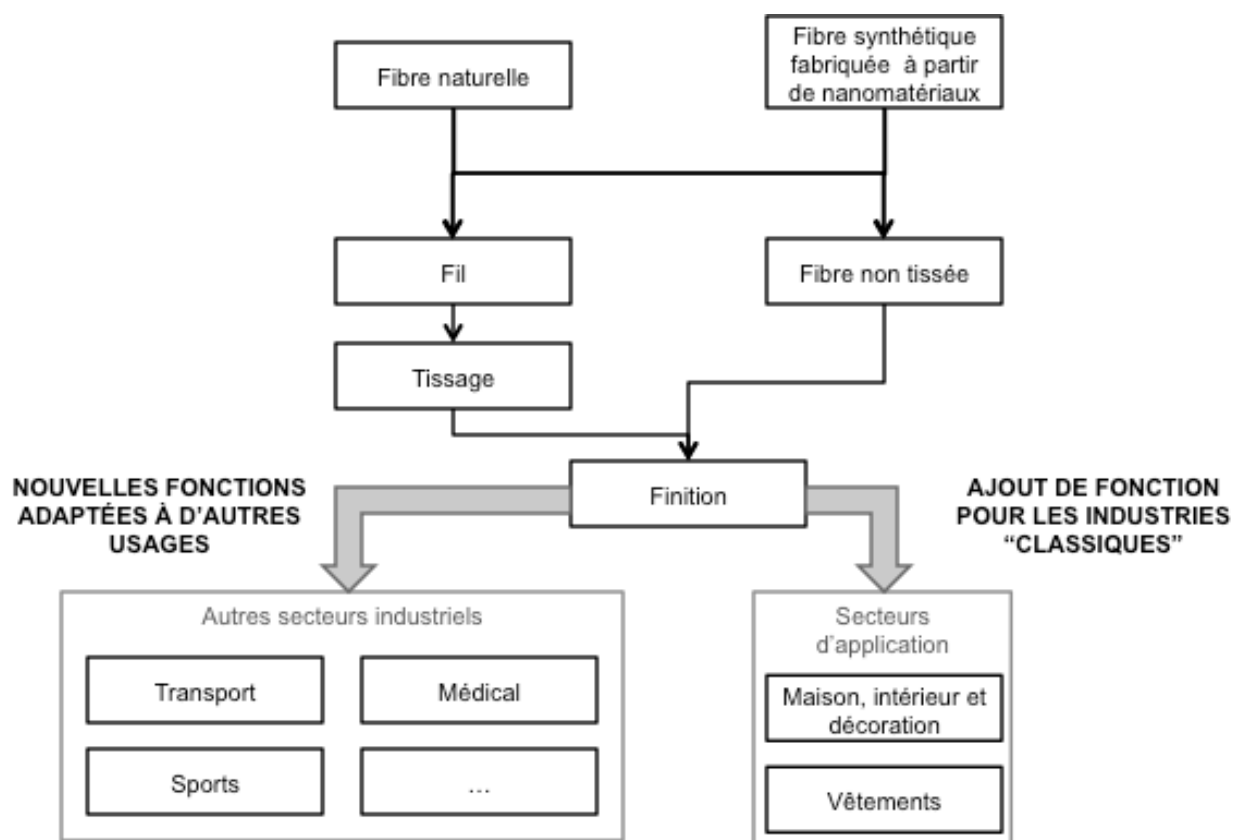 Fibre naturelle
Fibre synthétique
fabriquée à partir
de nanomatériaux
Fil
Fibre non tissée
Tissage
Finition
NOUVELLES FONCTIONS
ADAPTÉES À D'AUTRES
USAGES
AJOUT DE FONCTION
POUR LES INDUSTRIES
“CLASSIQUES”
Autres secteurs industriels
Transport
Médical
Sports
…
Secteurs
d'application
Maison, intérieur et
décoration
Vêtements